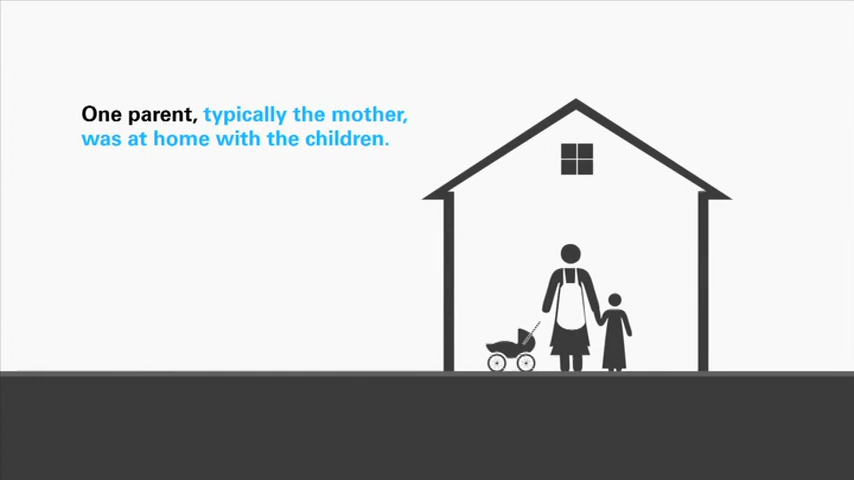 One parent, typically the mother,
was at home with the children.